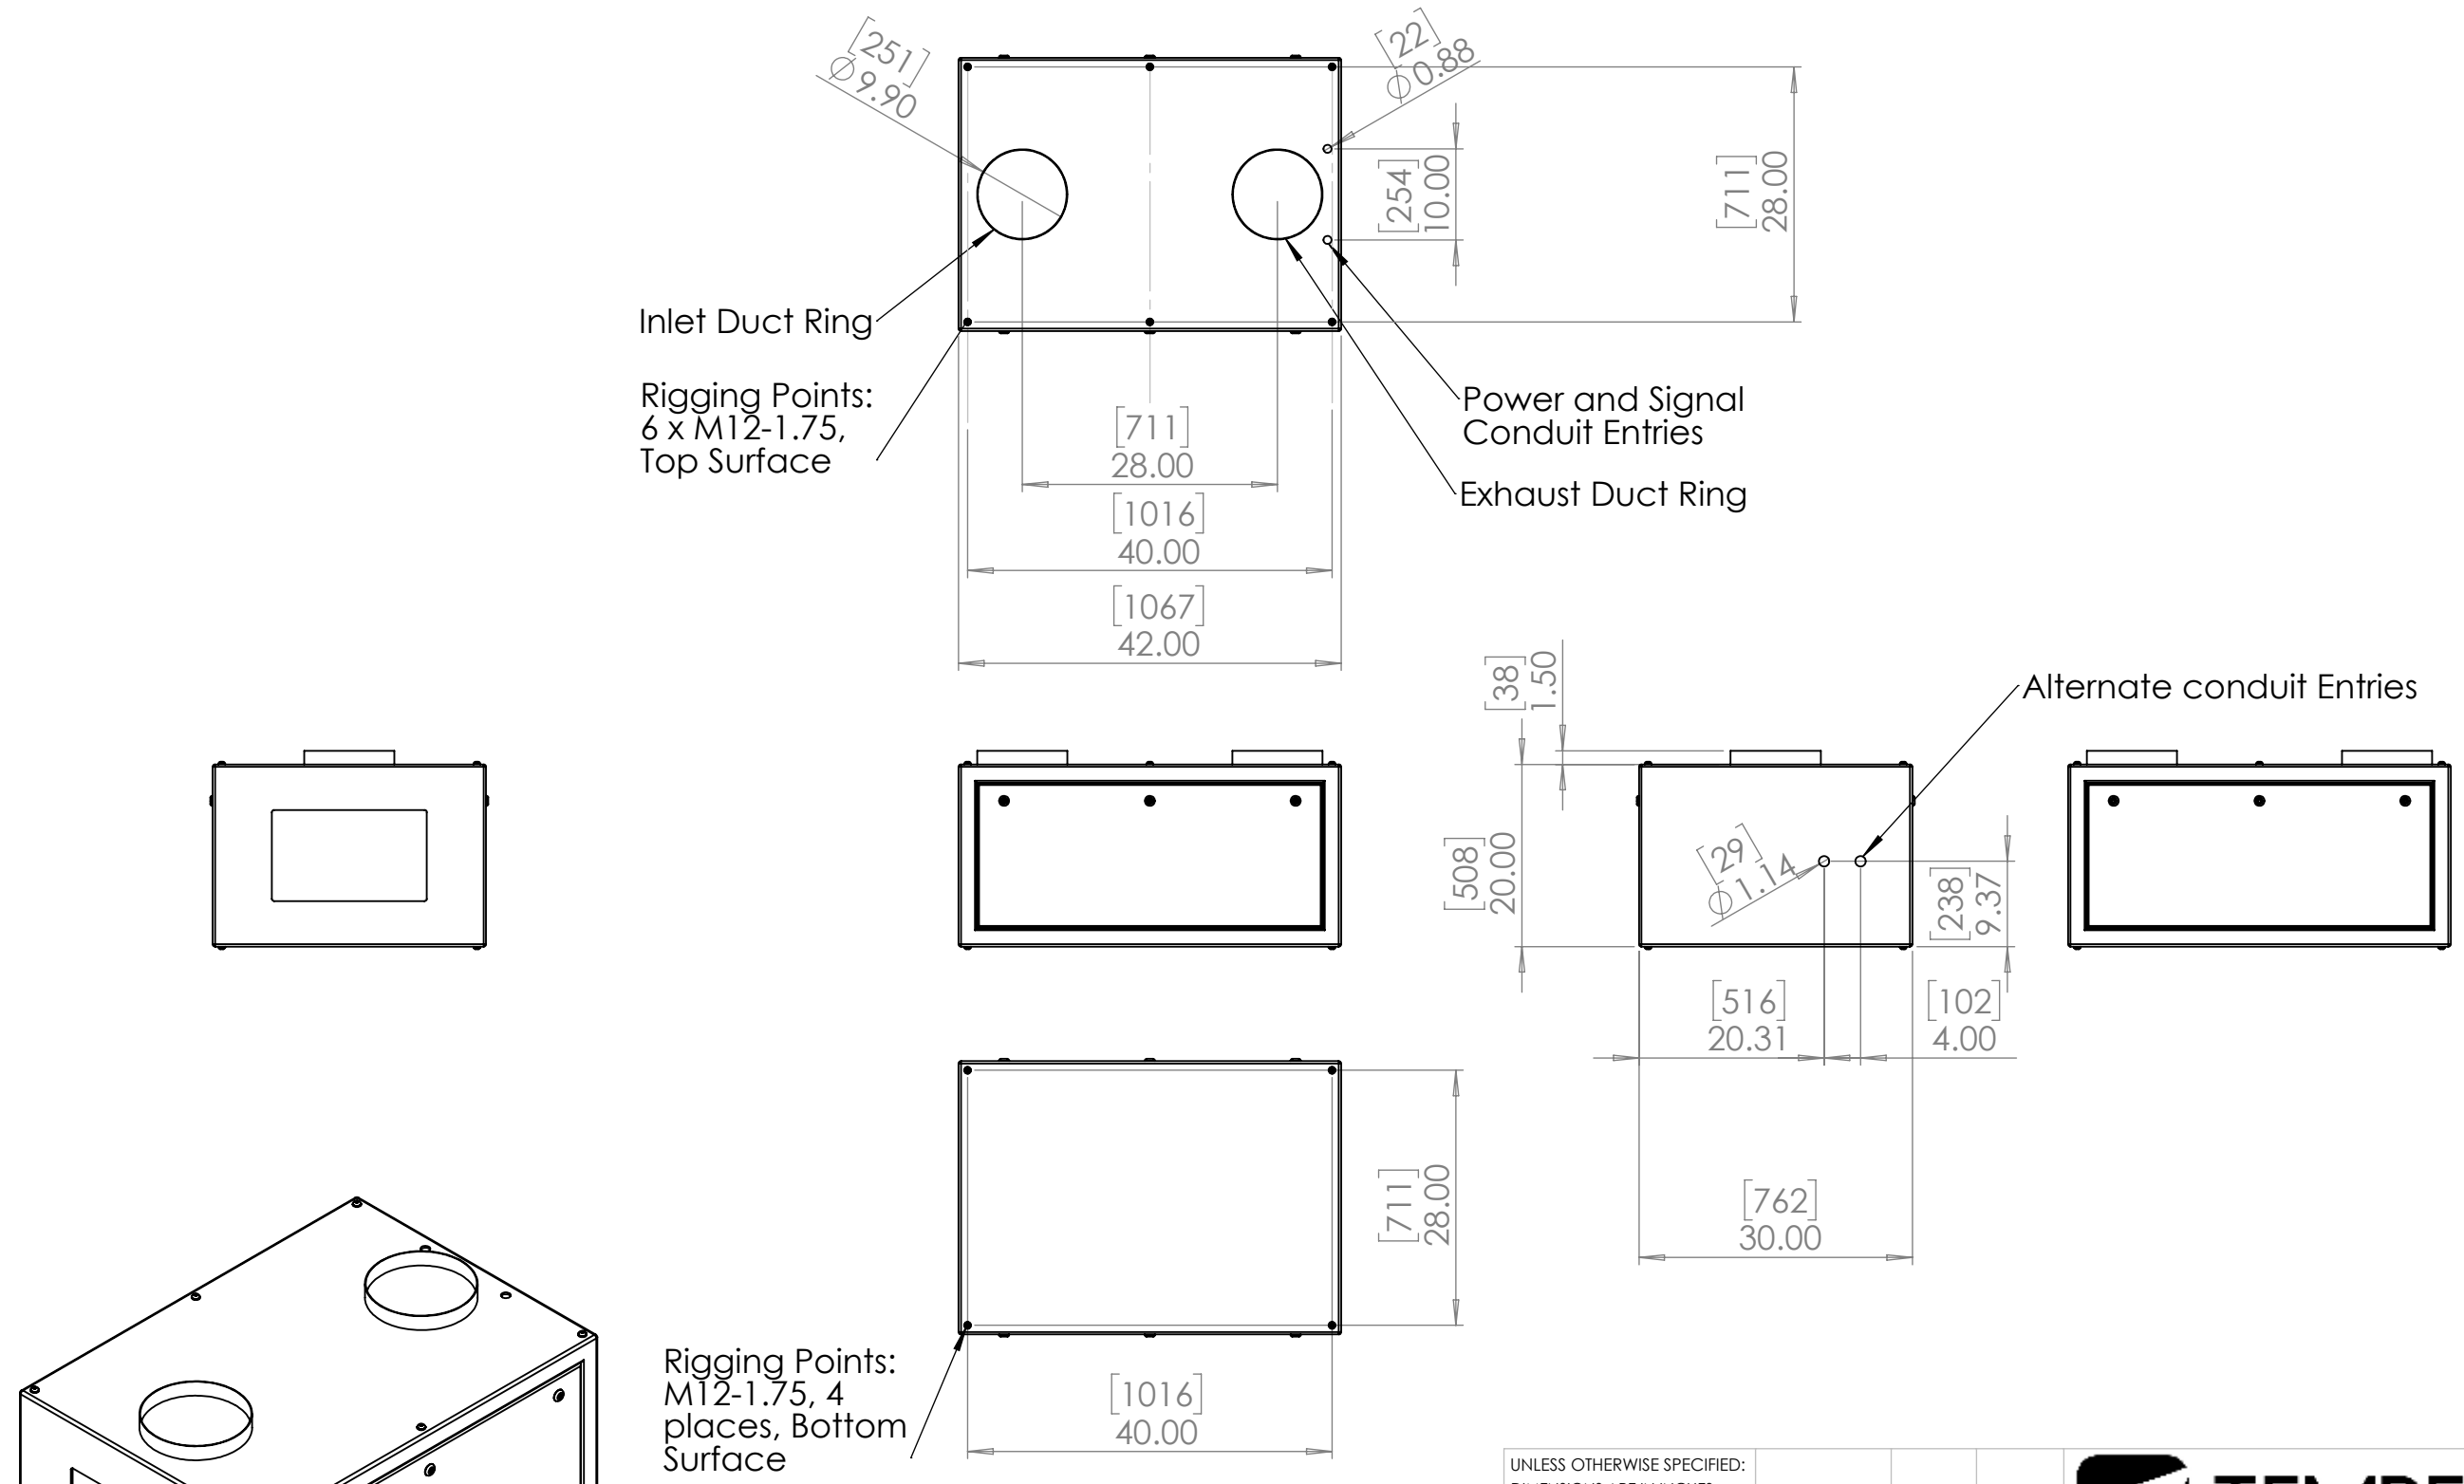 [251]
∅9.90
[22]
∅0.88
[254]
10.00
[711]
28.00
Inlet Duct Ring
Rigging Points:
6 x M12-1.75,
Top Surface
Power and Signal
Conduit Entries
Exhaust Duct Ring
[711]
28.00
[1016]
40.00
[1067]
42.00
[38]
1.50
Alternate conduit Entries
[508]
20.00
[29]
∅1.14
[238]
9.37
[516]
20.31
[102]
4.00
[762]
30.00
[711]
28.00
Rigging Points:
M12-1.75, 4
places, Bottom
Surface
[1016]
40.00
UNLESS OTHERWISE SPECIFIED: